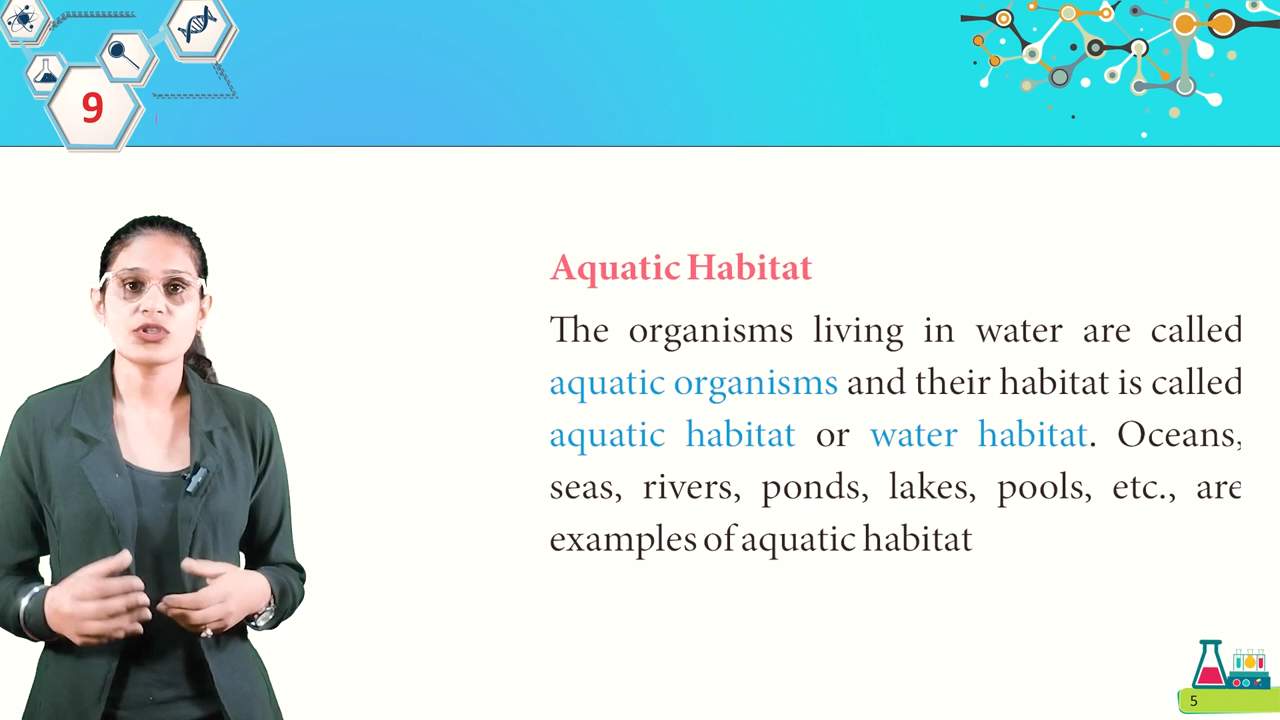 9
Aquatic Habitat
The organisms living in water are called
aquatic organisms and their habitat is called
aquatic habitat or water habitat. Oceans,
seas, rivers, ponds, lakes, pools, etc., are
examples of aquatic habitat
5